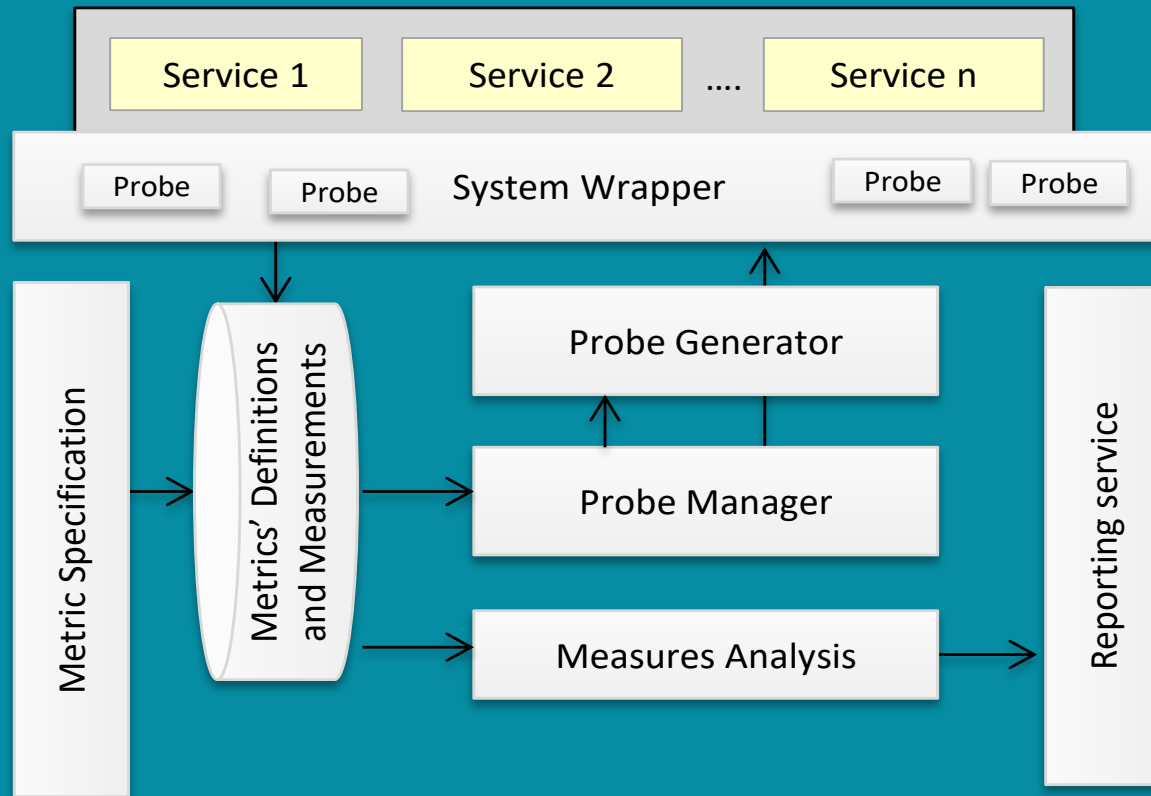 Service 1
Service 2
....
Service n
Probe
Probe
System Wrapper
Probe
Probe
Metric Specification
Metrics’ Definitions
and Measurements
Probe Generator
Probe Manager
Measures Analysis
Reporting service